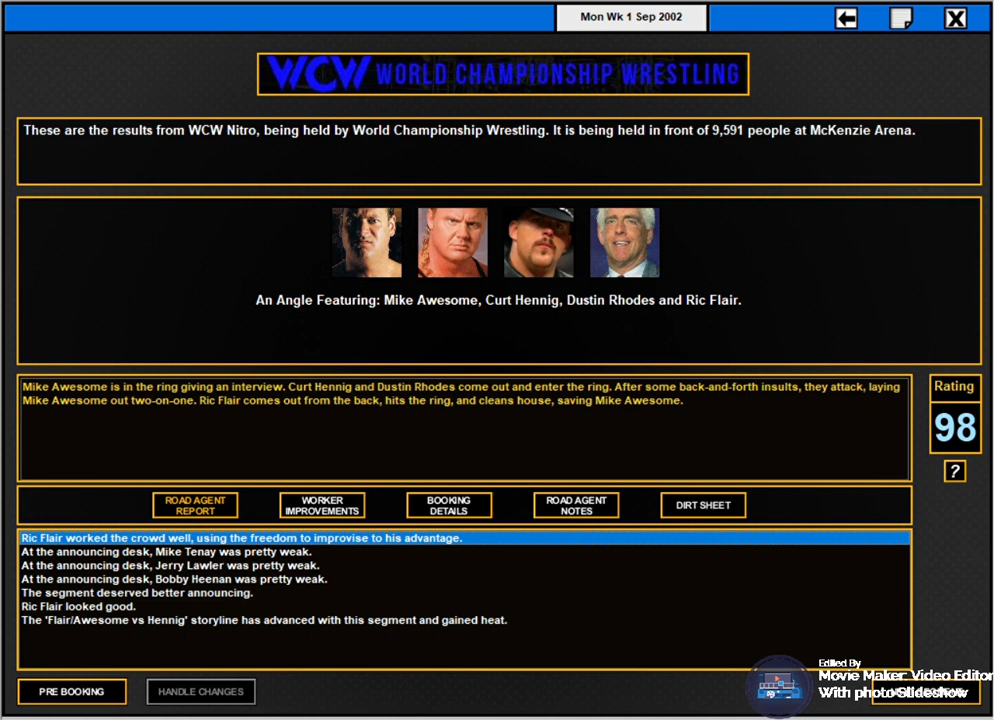 Mon Wk 1 Sep 2002
WCW WORLD CHAMPIONSHIP WRESTLING
These are the results from WCW Nitro, being held by World Championship Wrestling. It is being held in front of 9,591 people at McKenzie Arena.
An Angle Featuring: Mike Awesome, Curt Hennig, Dustin Rhodes and Ric Flair.
Mike Awesome is in the ring giving an interview. Curt Hennig and Dustin Rhodes come out and enter the ring. After some back-and-forth insults, they attack, laying
Mike Awesome out two-on-one. Ric Flair comes out from the back, hits the ring, and cleans house, saving Mike Awesome.
Rating
98
?
ROAD AGENT
REPORT
WORKER
IMPROVEMENTS
BOOKING
DETAILS
ROAD AGENT
NOTES
DIRT SHEET
Ric Flair worked the crowd well, using the freedom to improvise to his advantage.
At the announcing desk, Mike Tenay was pretty weak.
At the announcing desk, Jerry Lawler was pretty weak.
At the announcing desk, Bobby Heenan was pretty weak.
The segment deserved better announcing.
Ric Flair looked good.
The 'Flair/Awesome vs Hennig' storyline has advanced with this segment and gained heat.
PRE BOOKING
HANDLE CHANGES
Edited By
Movie Maker: Video Editor
With photo Slideshow